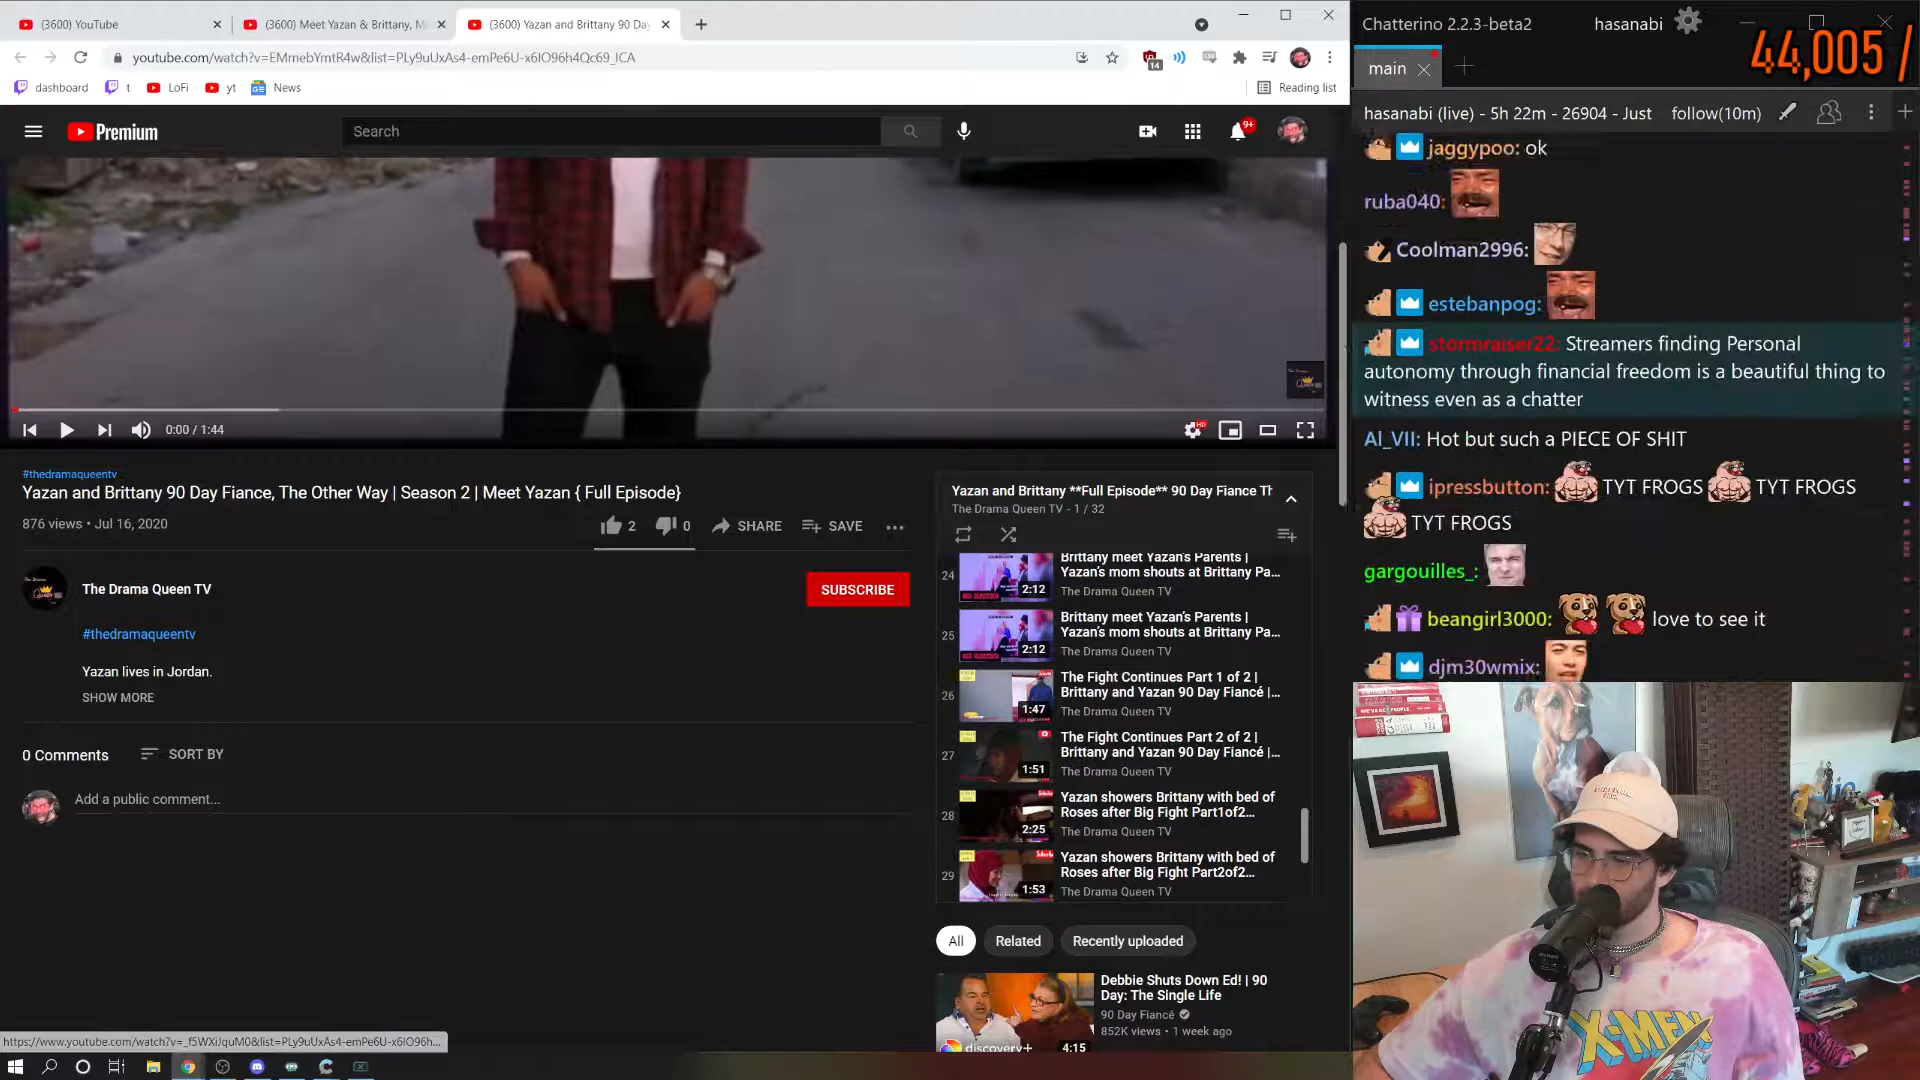 (3600) YouTube
(3600) Meet Yazan & Brittany, M
(3600) Yazan and Brittany 90 Day
youtube.com/watch?v=EMmebYmtR4w&list=PLy9uUxAs4-emPe6U-x6IO96h4Qc69_ICA
14
dashboard
t
LoFi
yt
News
Reading list
Premium
Search
9+
0:00 / 1:44
HD
#thedramaqueentv
Yazan and Brittany 90 Day Fiance, The Other Way | Season 2 | Meet Yazan { Full Episode}
876 views • Jul 16, 2020
2
0
SHARE
SAVE
The Drama Queen TV
SUBSCRIBE
#thedramaqueentv
Yazan lives in Jordan.
SHOW MORE
0 Comments
SORT BY
Add a public comment...
Yazan and Brittany **Full Episode** 90 Day Fiance Th
The Drama Queen TV - 1 / 32
24
2:12
Brittany meet Yazan's Parents |
Yazan's mom shouts at Brittany Pa...
The Drama Queen TV
25
2:12
Brittany meet Yazan's Parents |
Yazan's mom shouts at Brittany Pa...
The Drama Queen TV
26
1:47
The Fight Continues Part 1 of 2 |
Brittany and Yazan 90 Day Fiancé |...
The Drama Queen TV
27
1:51
The Fight Continues Part 2 of 2 |
Brittany and Yazan 90 Day Fiancé |...
The Drama Queen TV
28
2:25
Yazan showers Brittany with bed of
Roses after Big Fight Part1of2...
The Drama Queen TV
29
1:53
Yazan showers Brittany with bed of
Roses after Big Fight Part2of2...
The Drama Queen TV
All
Related
Recently uploaded
Debbie Shuts Down Ed! | 90
Day: The Single Life
90 Day Fiancé
852K views • 1 week ago
discovery+
4:15
https://www.youtube.com/watch?v=_f5WXiJquM0&list=PLy9uUxAs4-emPe6U-x6IO96h...
Chatterino 2.2.3-beta2
hasanabi
44,005 /
main
hasanabi (live) - 5h 22m - 26904 - Just
follow(10m)
jaggypoo: ok
ruba040:
Coolman2996:
estebanpog:
stormraiser22: Streamers finding Personal
autonomy through financial freedom is a beautiful thing to
witness even as a chatter
AI_VII: Hot but such a PIECE OF SHIT
ipressbutton: TYT FROGS TYT FROGS
TYT FROGS
gargouilles_:
beangirl3000: love to see it
djm30wmix:
X-MEN